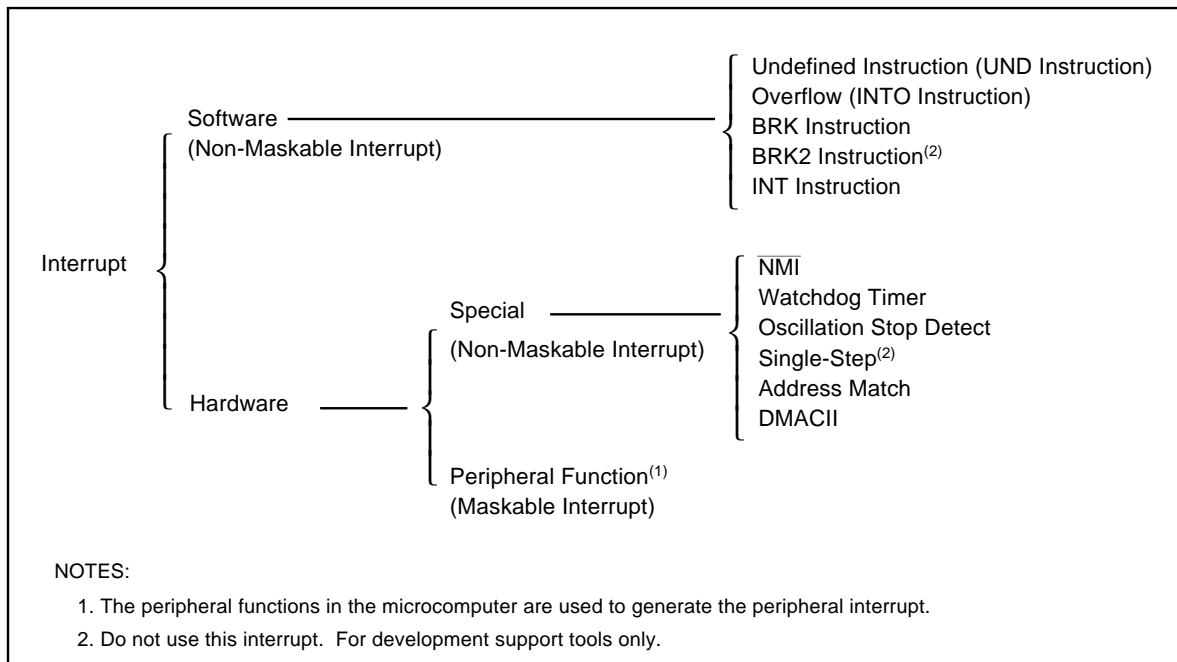 Interrupt
Software
(Non-Maskable Interrupt)
Undefined Instruction (UND Instruction)
Overflow (INTO Instruction)
BRK Instruction
BRK2 Instruction(2)
INT Instruction
Hardware
Special
(Non-Maskable Interrupt)
NMI
Watchdog Timer
Oscillation Stop Detect
Single-Step(2)
Address Match
DMACII
Peripheral Function(1)
(Maskable Interrupt)
NOTES:
1. The peripheral functions in the microcomputer are used to generate the peripheral interrupt.
2. Do not use this interrupt. For development support tools only.